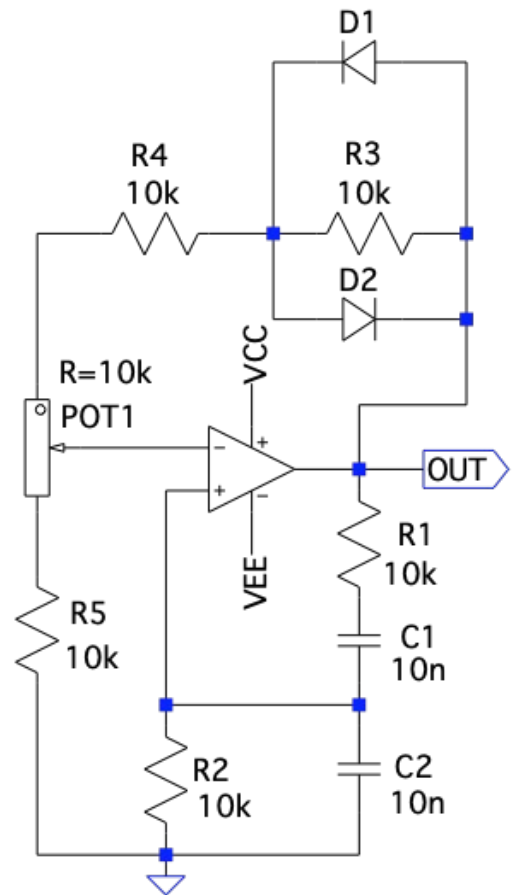 D1
R4
10k
R3
10k
D2
R=10k
POT1
VCC
−
+
+
−
VEE
OUT
R1
10k
C1
10n
R5
10k
R2
10k
C2
10n